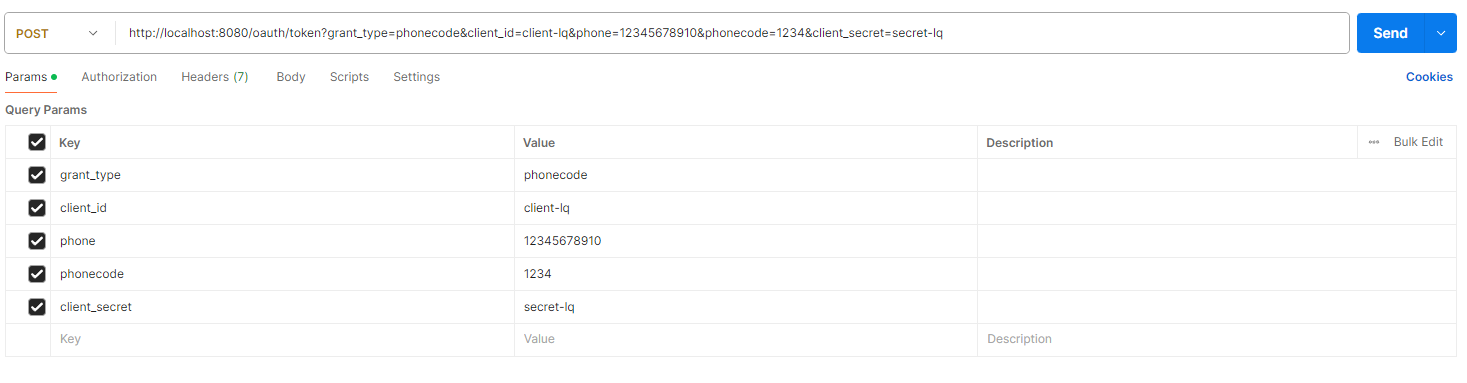 POST http://localhost:8080/oauth/token?grant_type=phonecode&client_id=client-lq&phone=12345678910&phonecode=1234&client_secret=secret-lq Send
Params Authorization Headers (7) Body Scripts Settings Cookies
Query Params
Key Value Description Bulk Edit
grant_type phonecode
client_id client-lq
phone 12345678910
phonecode 1234
client_secret secret-lq
Key Value Description